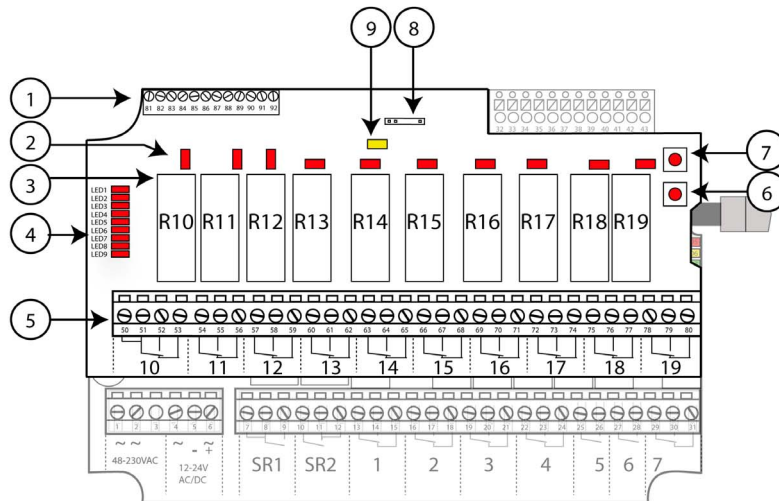 9 8
1 81 82 83 84 85 86 87 88 89 90 91 92
32 33 34 35 36 37 38 39 40 41 42 43
2 7
3
LED1 R10 R11 R12 R13 R14 R15 R16 R17 R18 R19 6
LED2
LED3
LED4
4 LED5
LED6
LED7
LED8
LED9
5
50 51 52 53 54 55 56 57 58 59 60 61 62 63 64 65 66 67 68 69 70 71 72 73 74 75 76 77 78 79 80
10 11 12 13 14 15 16 17 18 19
1 2 3 4 5 6 7 8 9 10 11 12 13 14 15 16 17 18 19 20 21 22 23 24 25 26 27 28 29 30 31
~ ~ ~ - ~ +
48-230VAC 12-24V AC/DC SR1 SR2 1 2 3 4 5 6 7